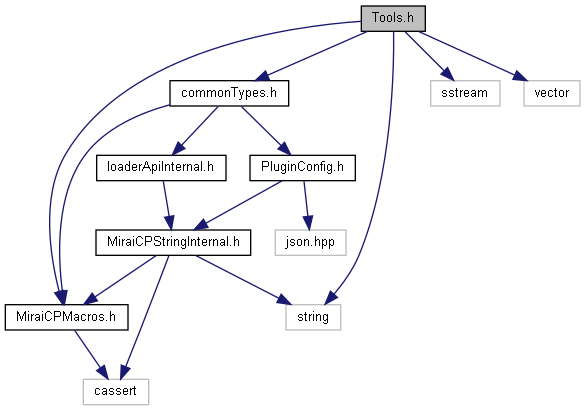 Tools.h
commonTypes.h
sstream
vector
loaderApiInternal.h
PluginConfig.h
MiraiCPStringInternal.h
json.hpp
MiraiCPMacros.h
string
cassert